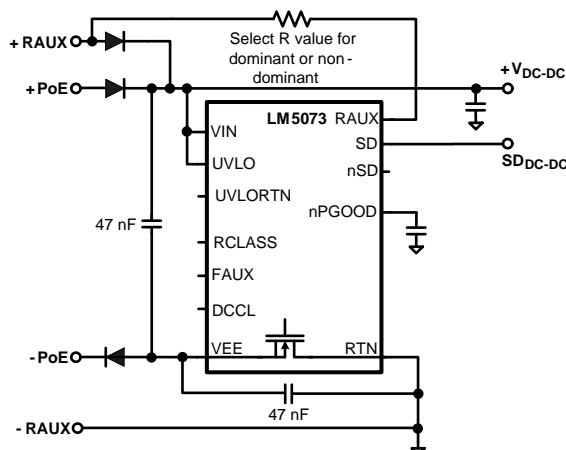 + RAUX
Select R value for
dominant or non-
dominant
+PoE
+VDC-DC
LM5073
RAUX
VIN
SD
SDDC-DC
UVLO
nSD
UVLORTN
nPGOOD
47 nF
RCLASS
FAUX
DCCL
-PoE
VEE
RTN
47 nF
- RAUX